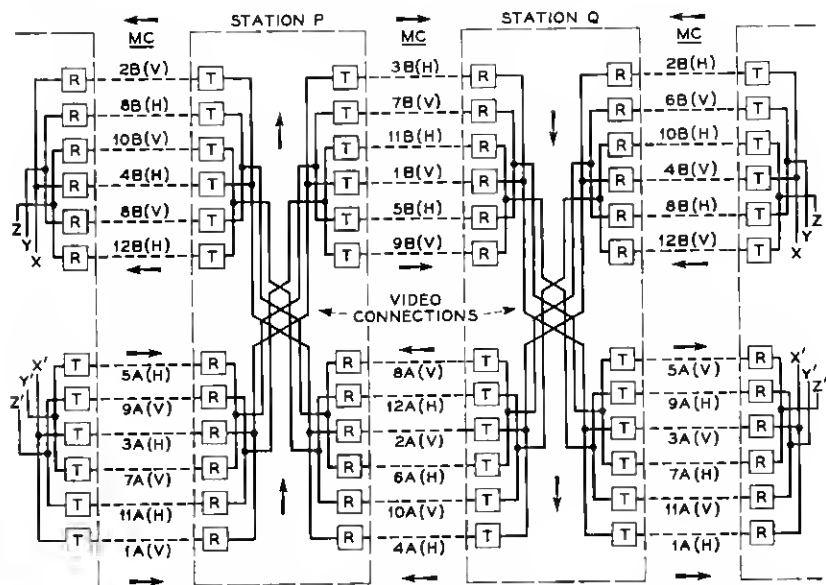 STATION P
STATION Q
MC
MC
MC
R 2B(V) T T 3B(H) R R 2B(H) T
R 8B(H) T T 7B(V) R R 6B(V) T
R 10B(V) T T 11B(H) R R 10B(H) T
R 4B(H) T T 1B(V) R R 4B(V) T
R 8B(V) T T 5B(H) R R 8B(H) T
R 12B(H) T T 9B(V) R R 12B(V) T
Z Y X
Z Y X
VIDEO
CONNECTIONS
X' Y' Z'
X' Y' Z'
T 5A(H) R R 8A(V) T T 5A(V) R
T 9A(V) R R 12A(H) T T 9A(H) R
T 3A(H) R R 2A(V) T T 3A(V) R
T 7A(V) R R 6A(H) T T 7A(H) R
T 11A(H) R R 10A(V) T T 11A(V) R
T 1A(V) R R 4A(H) T T 1A(H) R